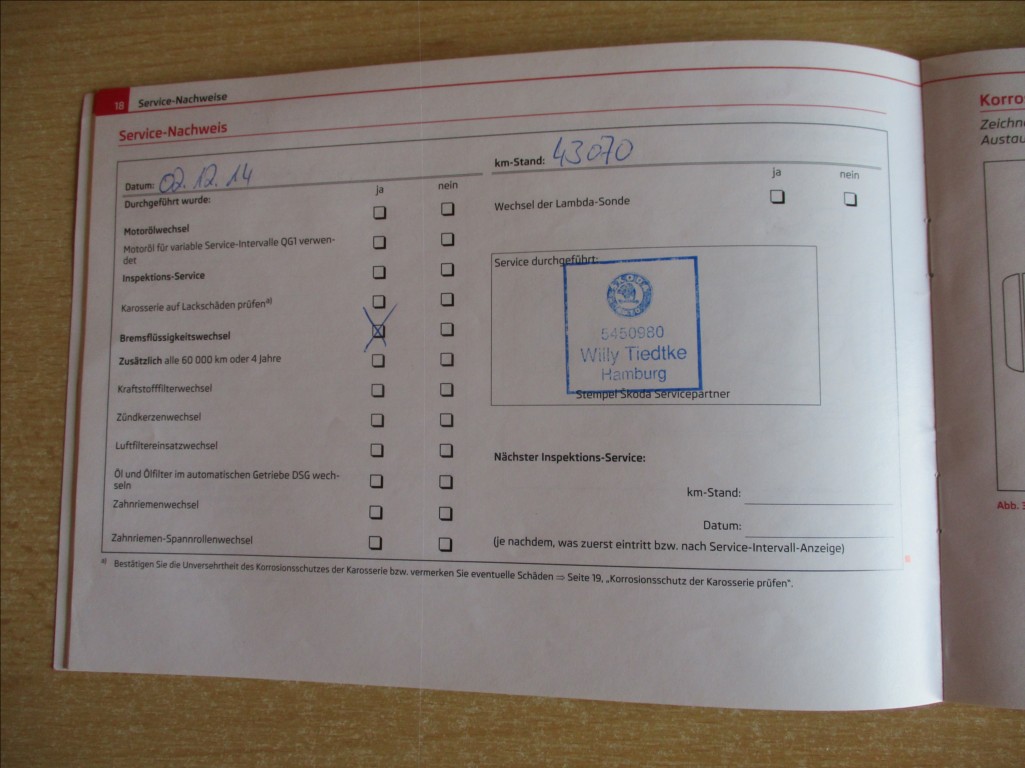 18 Service-Nachweise
Service-Nachweis
Datum: 02.12.14
ja nein
Durchgeführt wurde:
Motorölwechsel
Motoröl für variable Service-Intervalle QG1 verwen-
det
Inspektions-Service
Karosserie auf Lackschäden prüfen a)
Bremsflüssigkeitswechsel
Zusätzlich alle 60 000 km oder 4 Jahre
Kraftstofffilterwechsel
Zündkerzenwechsel
Luftfiltereinsatzwechsel
Öl und Ölfilter im automatischen Getriebe DSG wech-
seln
Zahnriemenwechsel
Zahnriemen-Spannrollenwechsel
km-Stand: 43070
ja nein
Wechsel der Lambda-Sonde
Service durchgeführt:
5450980
Willy Tiedtke
Hamburg
Stempel Škoda Servicepartner
Nächster Inspektions-Service:
km-Stand:
Datum:
(je nachdem, was zuerst eintritt bzw. nach Service-Intervall-Anzeige)
a) Bestätigen Sie die Unversehrtheit des Korrosionsschutzes der Karosserie bzw. vermerken Sie eventuelle Schäden ⇒ Seite 19, „Korrosionsschutz der Karosserie prüfen“.
Korro
Zeichn
Austau
Abb. 3